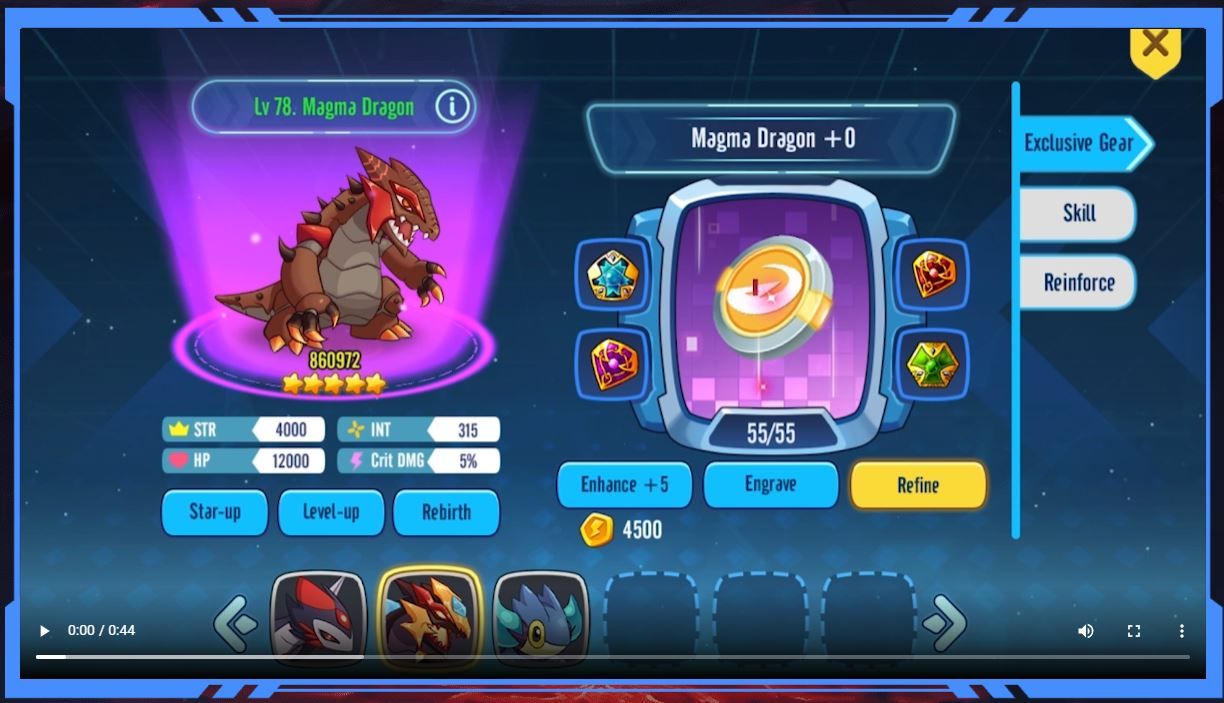 Lv 78. Magma Dragon
i
860972
STR 4000
INT 315
HP 12000
Crit DMG 5%
Star-up
Level-up
Rebirth
Magma Dragon +0
55/55
Enhance +5
Engrave
Refine
4500
Exclusive Gear
Skill
Reinforce
0:00 / 0:44